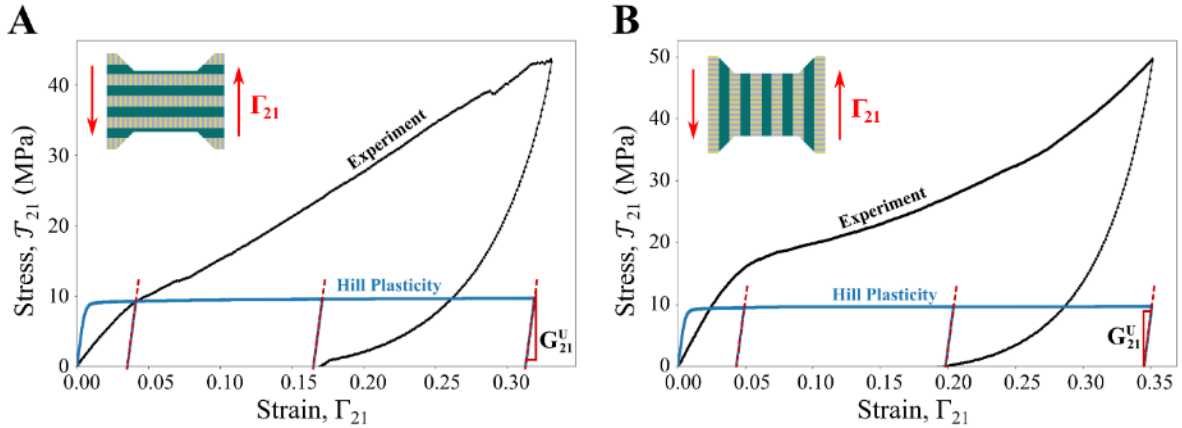 A
Γ21
Experiment
Hill Plasticity
G21^U
Stress, 𝒯21 (MPa)
40
30
20
10
0
0.00 0.05 0.10 0.15 0.20 0.25 0.30
Strain, Γ21
B
Γ21
Experiment
Hill Plasticity
G21^U
Stress, 𝒯21 (MPa)
50
40
30
20
10
0
0.00 0.05 0.10 0.15 0.20 0.25 0.30 0.35
Strain, Γ21